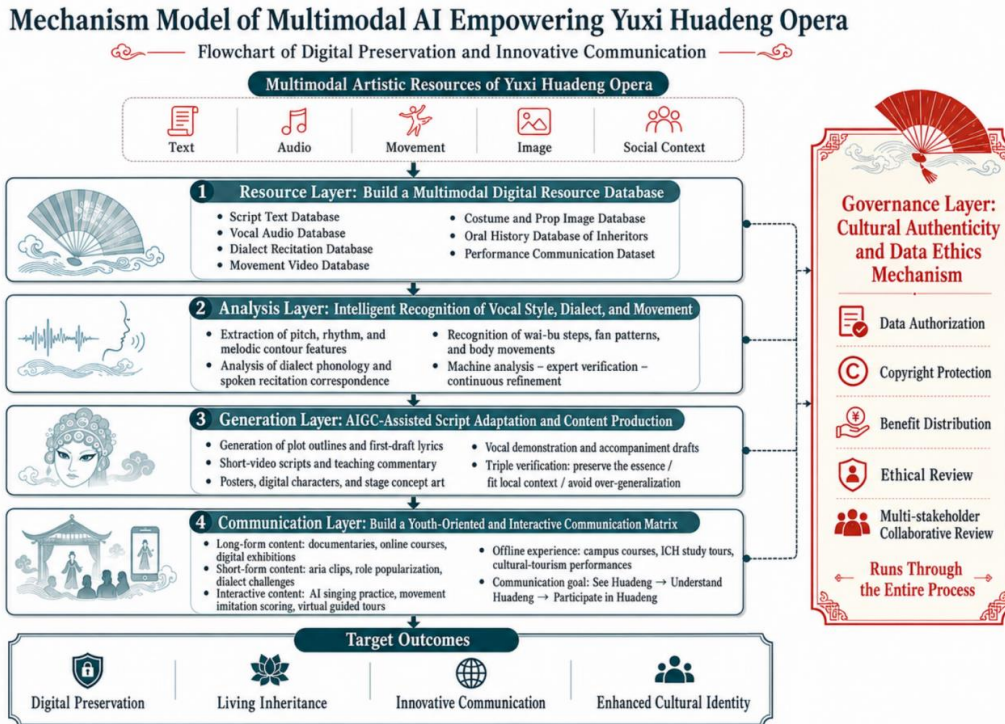 Mechanism Model of Multimodal AI Empowering Yuxi Huadeng Opera
Flowchart of Digital Preservation and Innovative Communication
Multimodal Artistic Resources of Yuxi Huadeng Opera
Text
Audio
Movement
Image
Social Context
1 Resource Layer: Build a Multimodal Digital Resource Database
• Script Text Database
• Vocal Audio Database
• Dialect Recitation Database
• Movement Video Database
• Costume and Prop Image Database
• Oral History Database of Inheritors
• Performance Communication Dataset
2 Analysis Layer: Intelligent Recognition of Vocal Style, Dialect, and Movement
• Extraction of pitch, rhythm, and
melodic contour features
• Analysis of dialect phonology and
spoken recitation correspondence
• Recognition of wai-bu steps, fan patterns,
and body movements
• Machine analysis – expert verification –
continuous refinement
3 Generation Layer: AIGC-Assisted Script Adaptation and Content Production
• Generation of plot outlines and first-draft lyrics
• Short-video scripts and teaching commentary
• Posters, digital characters, and stage concept art
• Vocal demonstration and accompaniment drafts
• Triple verification: preserve the essence /
fit local context / avoid over-generalization
4 Communication Layer: Build a Youth-Oriented and Interactive Communication Matrix
• Long-form content: documentaries, online courses,
digital exhibitions
• Short-form content: aria clips, role popularization,
dialect challenges
• Interactive content: AI singing practice, movement
imitation scoring, virtual guided tours
• Offline experience: campus courses, ICH study tours,
cultural-tourism performances
• Communication goal: See Huadeng → Understand
Huadeng → Participate in Huadeng
Target Outcomes
Digital Preservation
Living Inheritance
Innovative Communication
Enhanced Cultural Identity
Governance Layer:
Cultural Authenticity
and Data Ethics
Mechanism
Data Authorization
© Copyright Protection
¥ Benefit Distribution
Ethical Review
Multi-stakeholder
Collaborative Review
Runs Through
the Entire Process